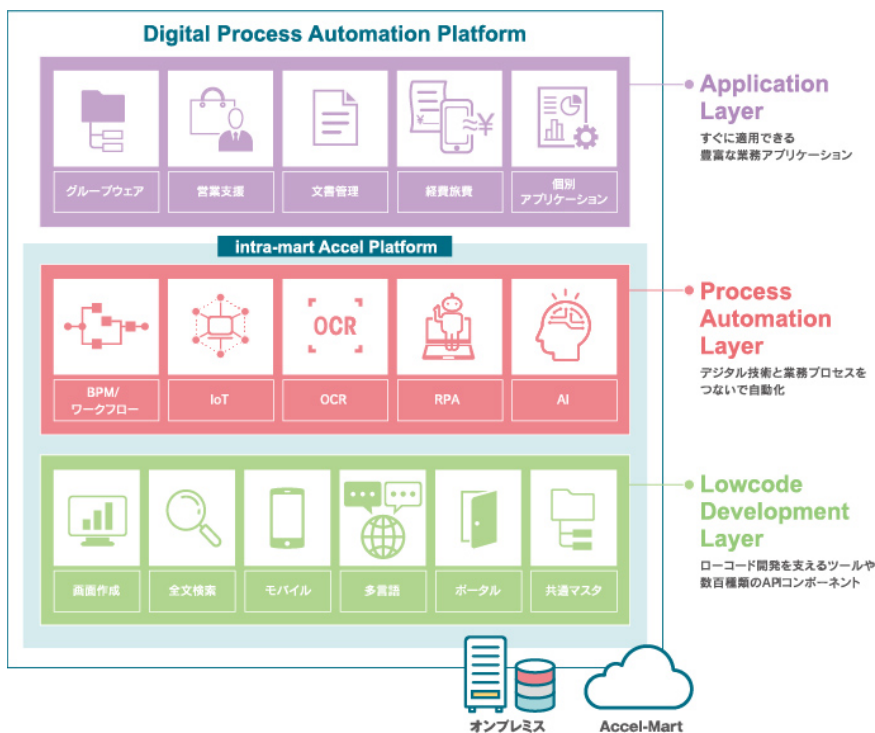 Digital Process Automation Platform
グループウェア
営業支援
¥
≈¥
文書管理
経費旅費
個別
アプリケーション
Application
Layer
すぐに適用できる
豊富な業務アプリケーション
intra-mart Accel Platform
OCR
BPM/
ワークフロー
IoT
OCR
RPA
AI
Process
Automation
Layer
デジタル技術と業務プロセスを
つないで自動化
画面作成
全文検索
モバイル
多言語
ポータル
共通マスタ
Lowcode
Development
Layer
ローコード開発を支えるツールや
数百種類のAPIコンポーネント
オンプレミス
Accel-Mart